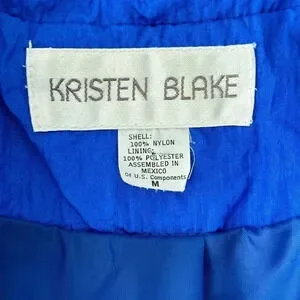 KRISTEN BLAKE
SHELL:
100% NYLON
LINING:
100% POLYESTER
ASSEMBLED IN
MEXICO
OF U.S. Components
M